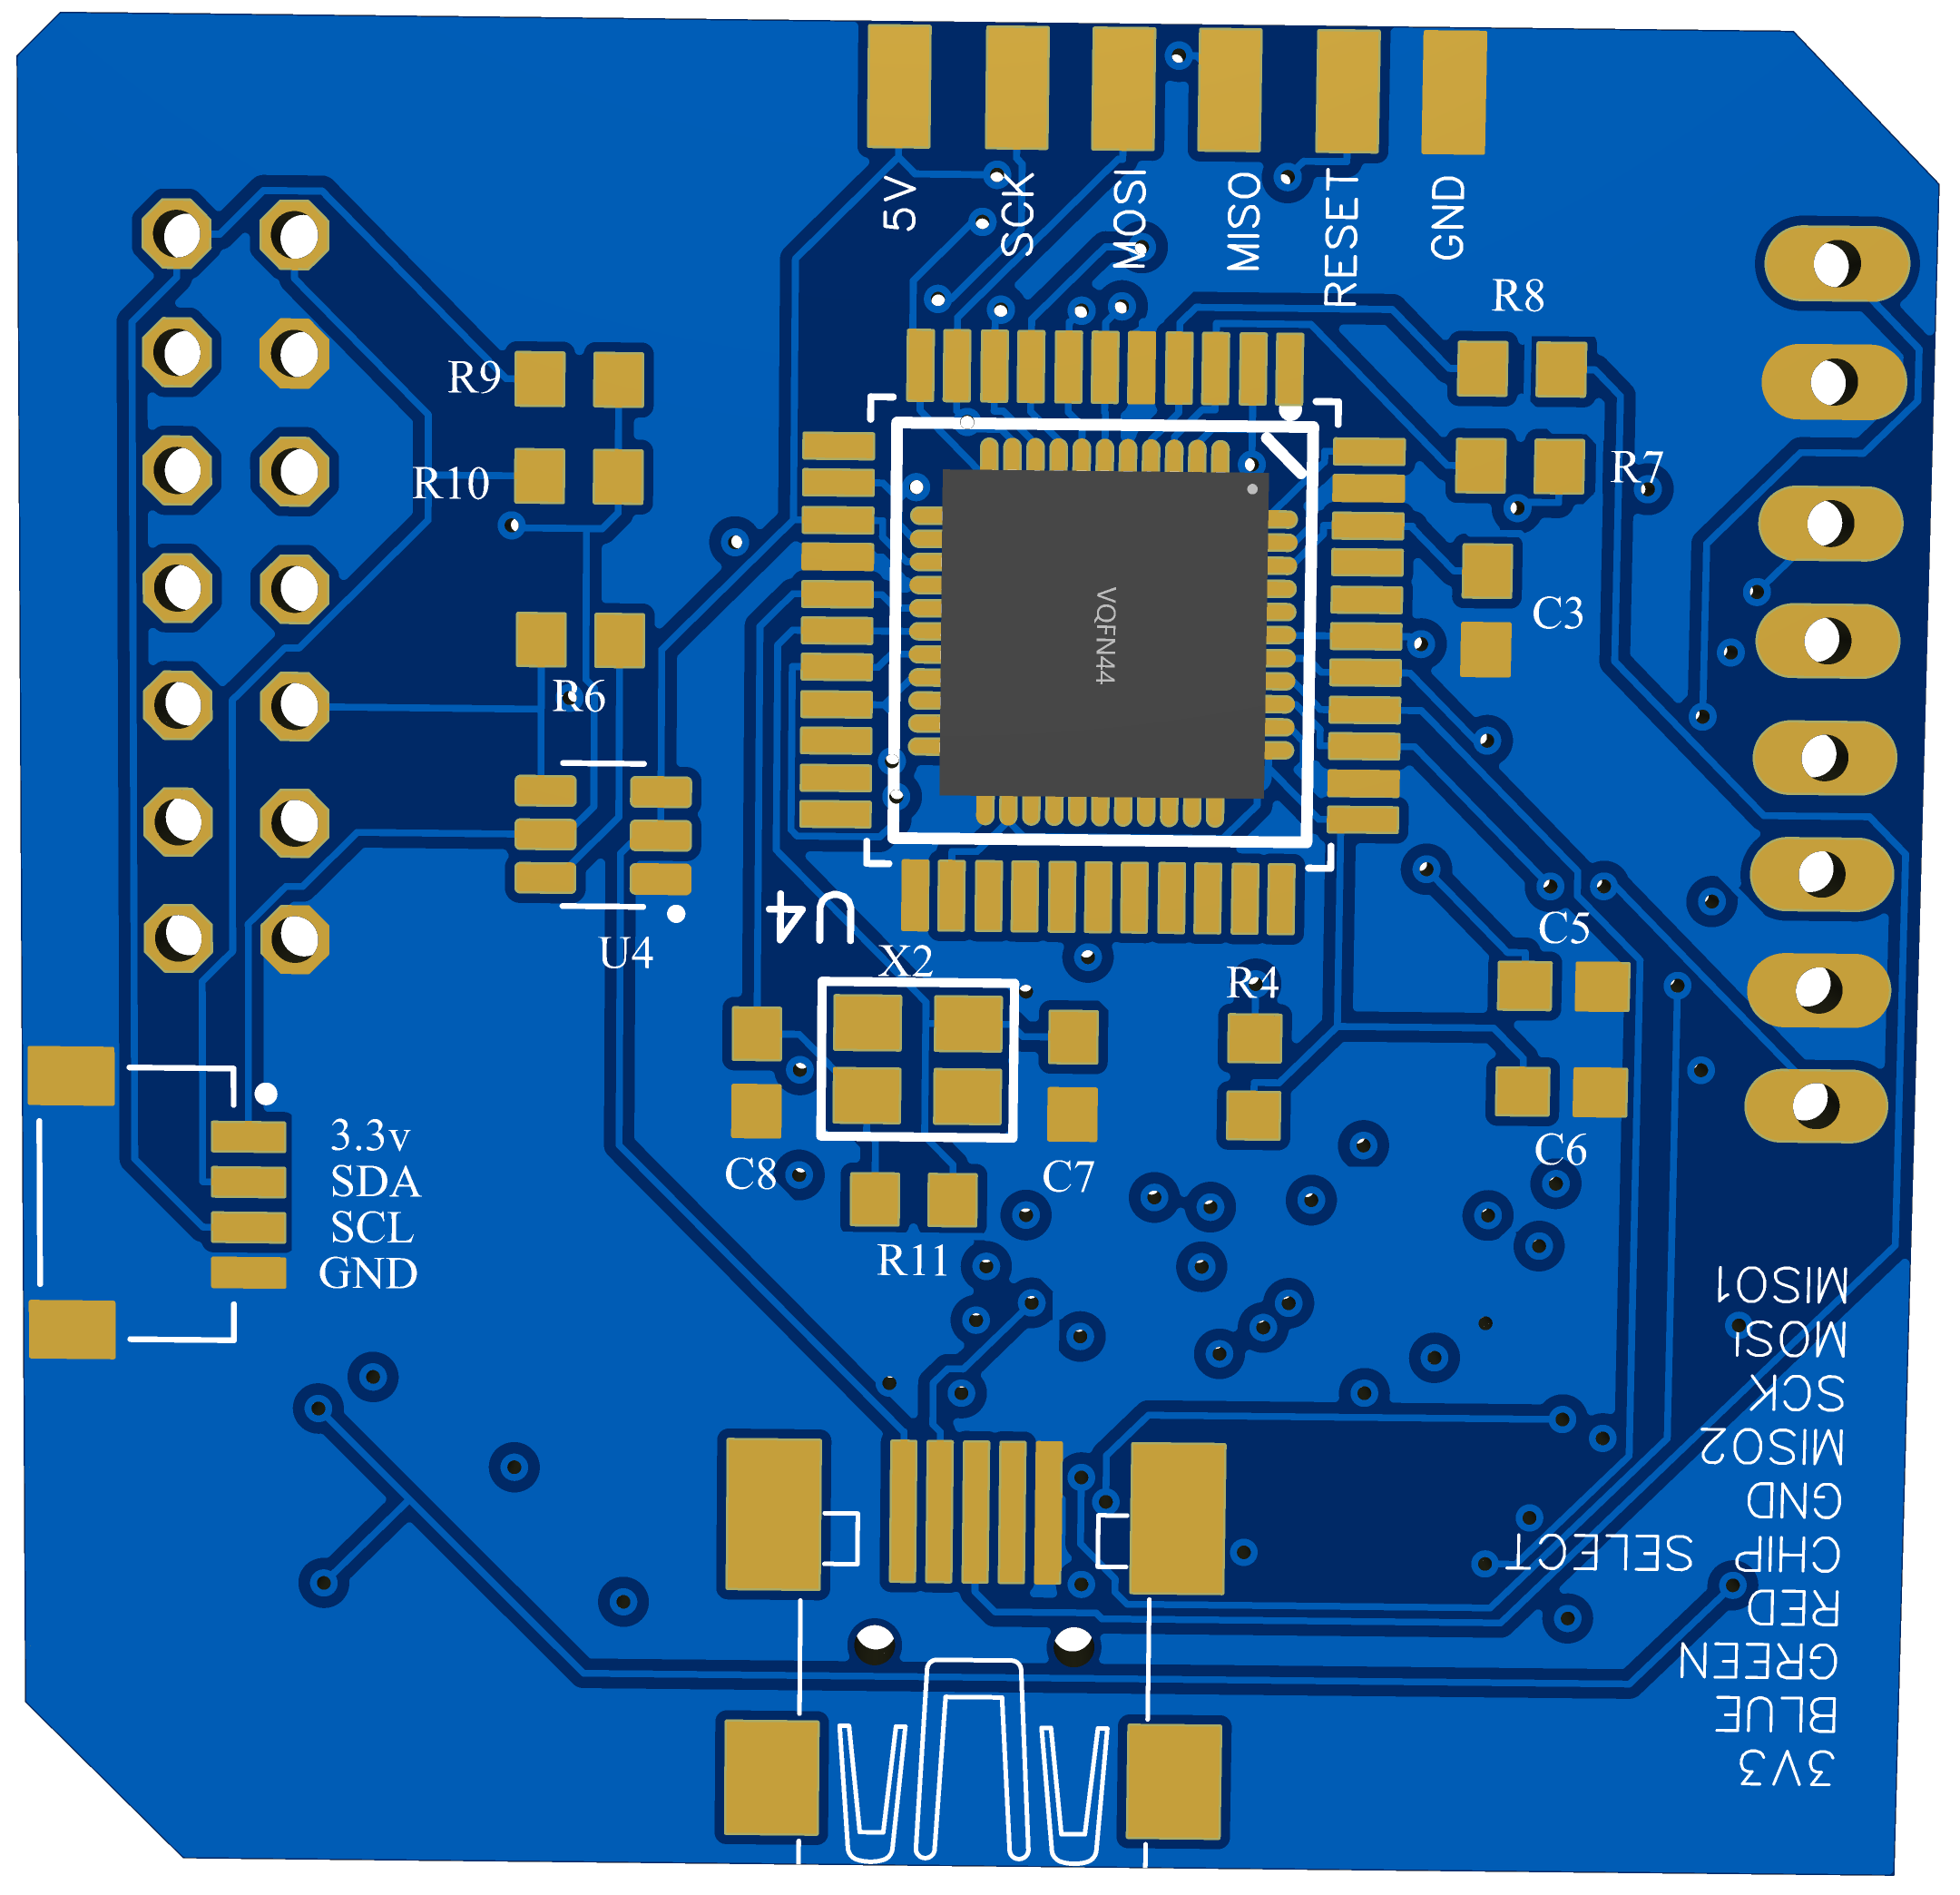 5V
SCK
MOSI
MISO
RESET
GND
R8
R9
R7
R10
VQFN44
C3
R6
U4
C5
U4
X2
R4
3.3v
SDA
SCL
GND
C8
C7
C6
R11
MISO1
MOSI
SCK
MISO2
GND
CHIP SELECT
RED
GREEN
BLUE
3V3